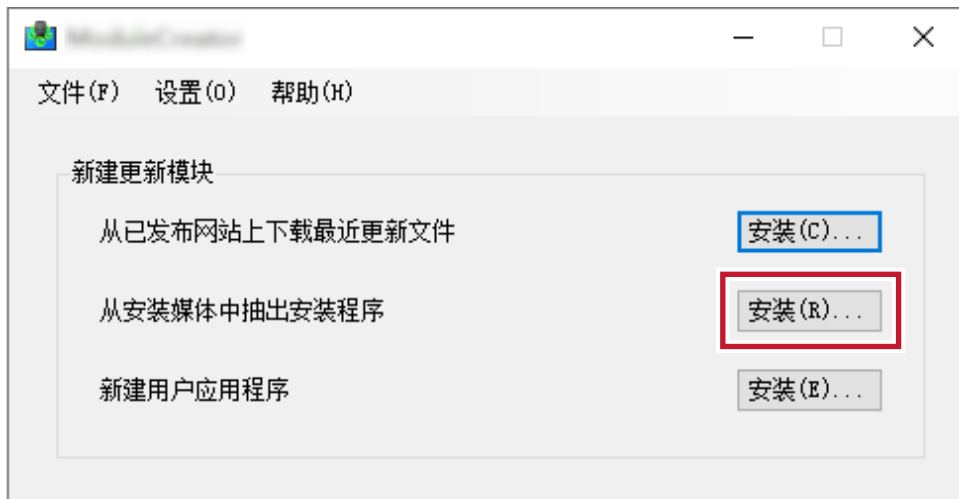 文件(F) 设置(O) 帮助(H)
新建更新模块
从已发布网站上下载最近更新文件 安装(C)...
从安装媒体中抽出安装程序 安装(R)...
新建用户应用程序 安装(E)...